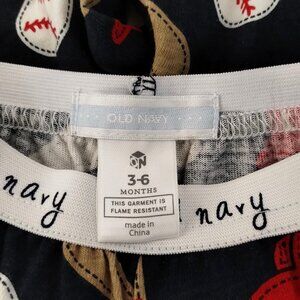 OLD NAVY
ON
3-6
MONTHS
THIS GARMENT IS
FLAME RESISTANT
made in
China
navy
navy